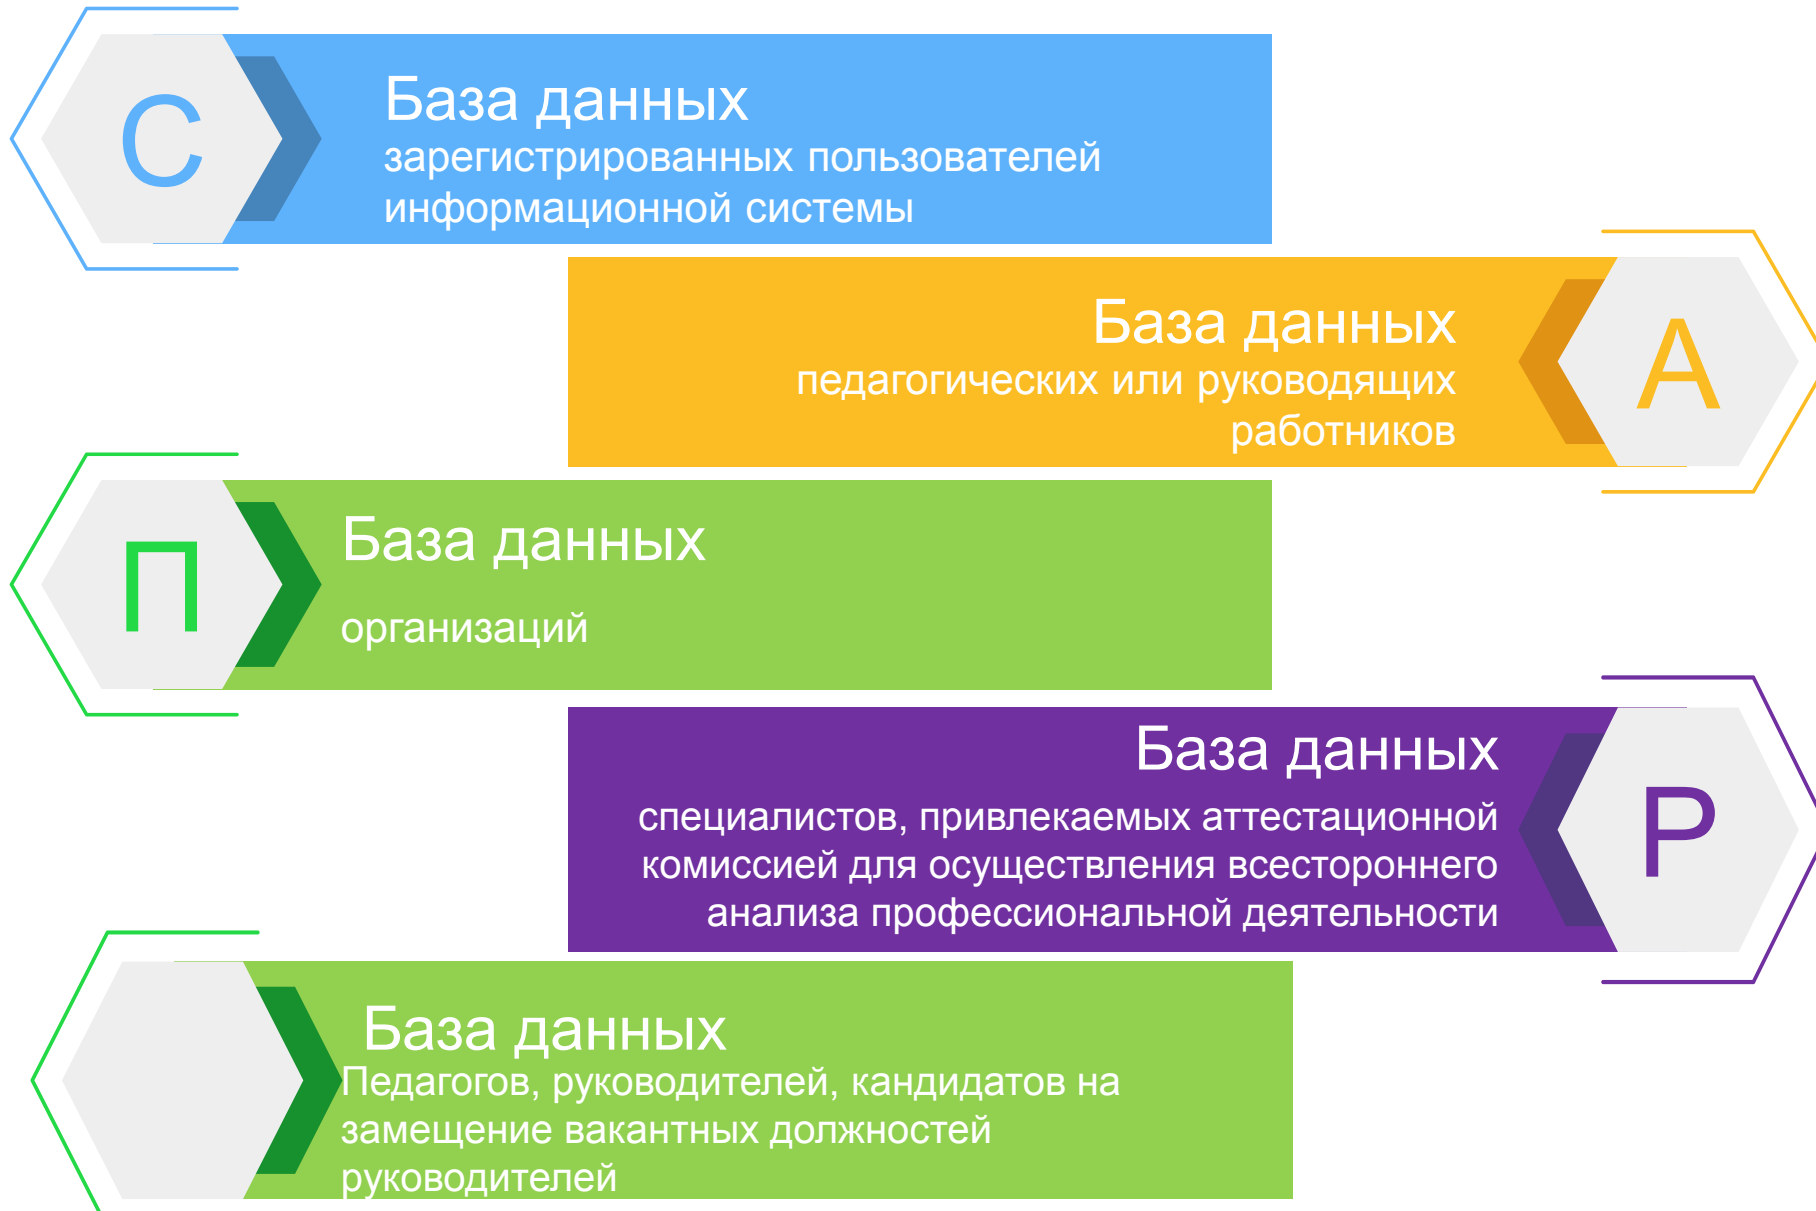 С
База данных
зарегистрированных пользователей
информационной системы
База данных
педагогических или руководящих
работников
А
П
База данных
организаций
База данных
специалистов, привлекаемых аттестационной
комиссией для осуществления всестороннего
анализа профессиональной деятельности
Р
База данных
Педагогов, руководителей, кандидатов на
замещение вакантных должностей
руководителей